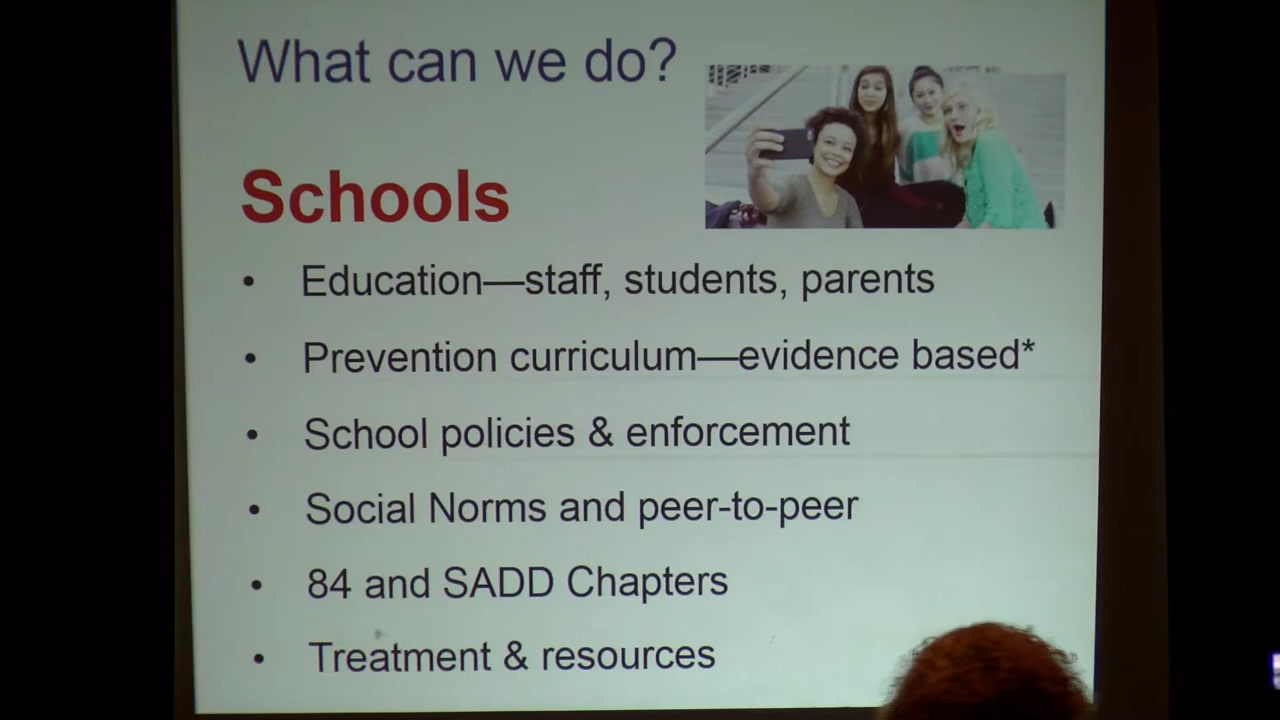 What can we do?
Schools
• Education—staff, students, parents
• Prevention curriculum—evidence based*
• School policies & enforcement
• Social Norms and peer-to-peer
• 84 and SADD Chapters
• Treatment & resources